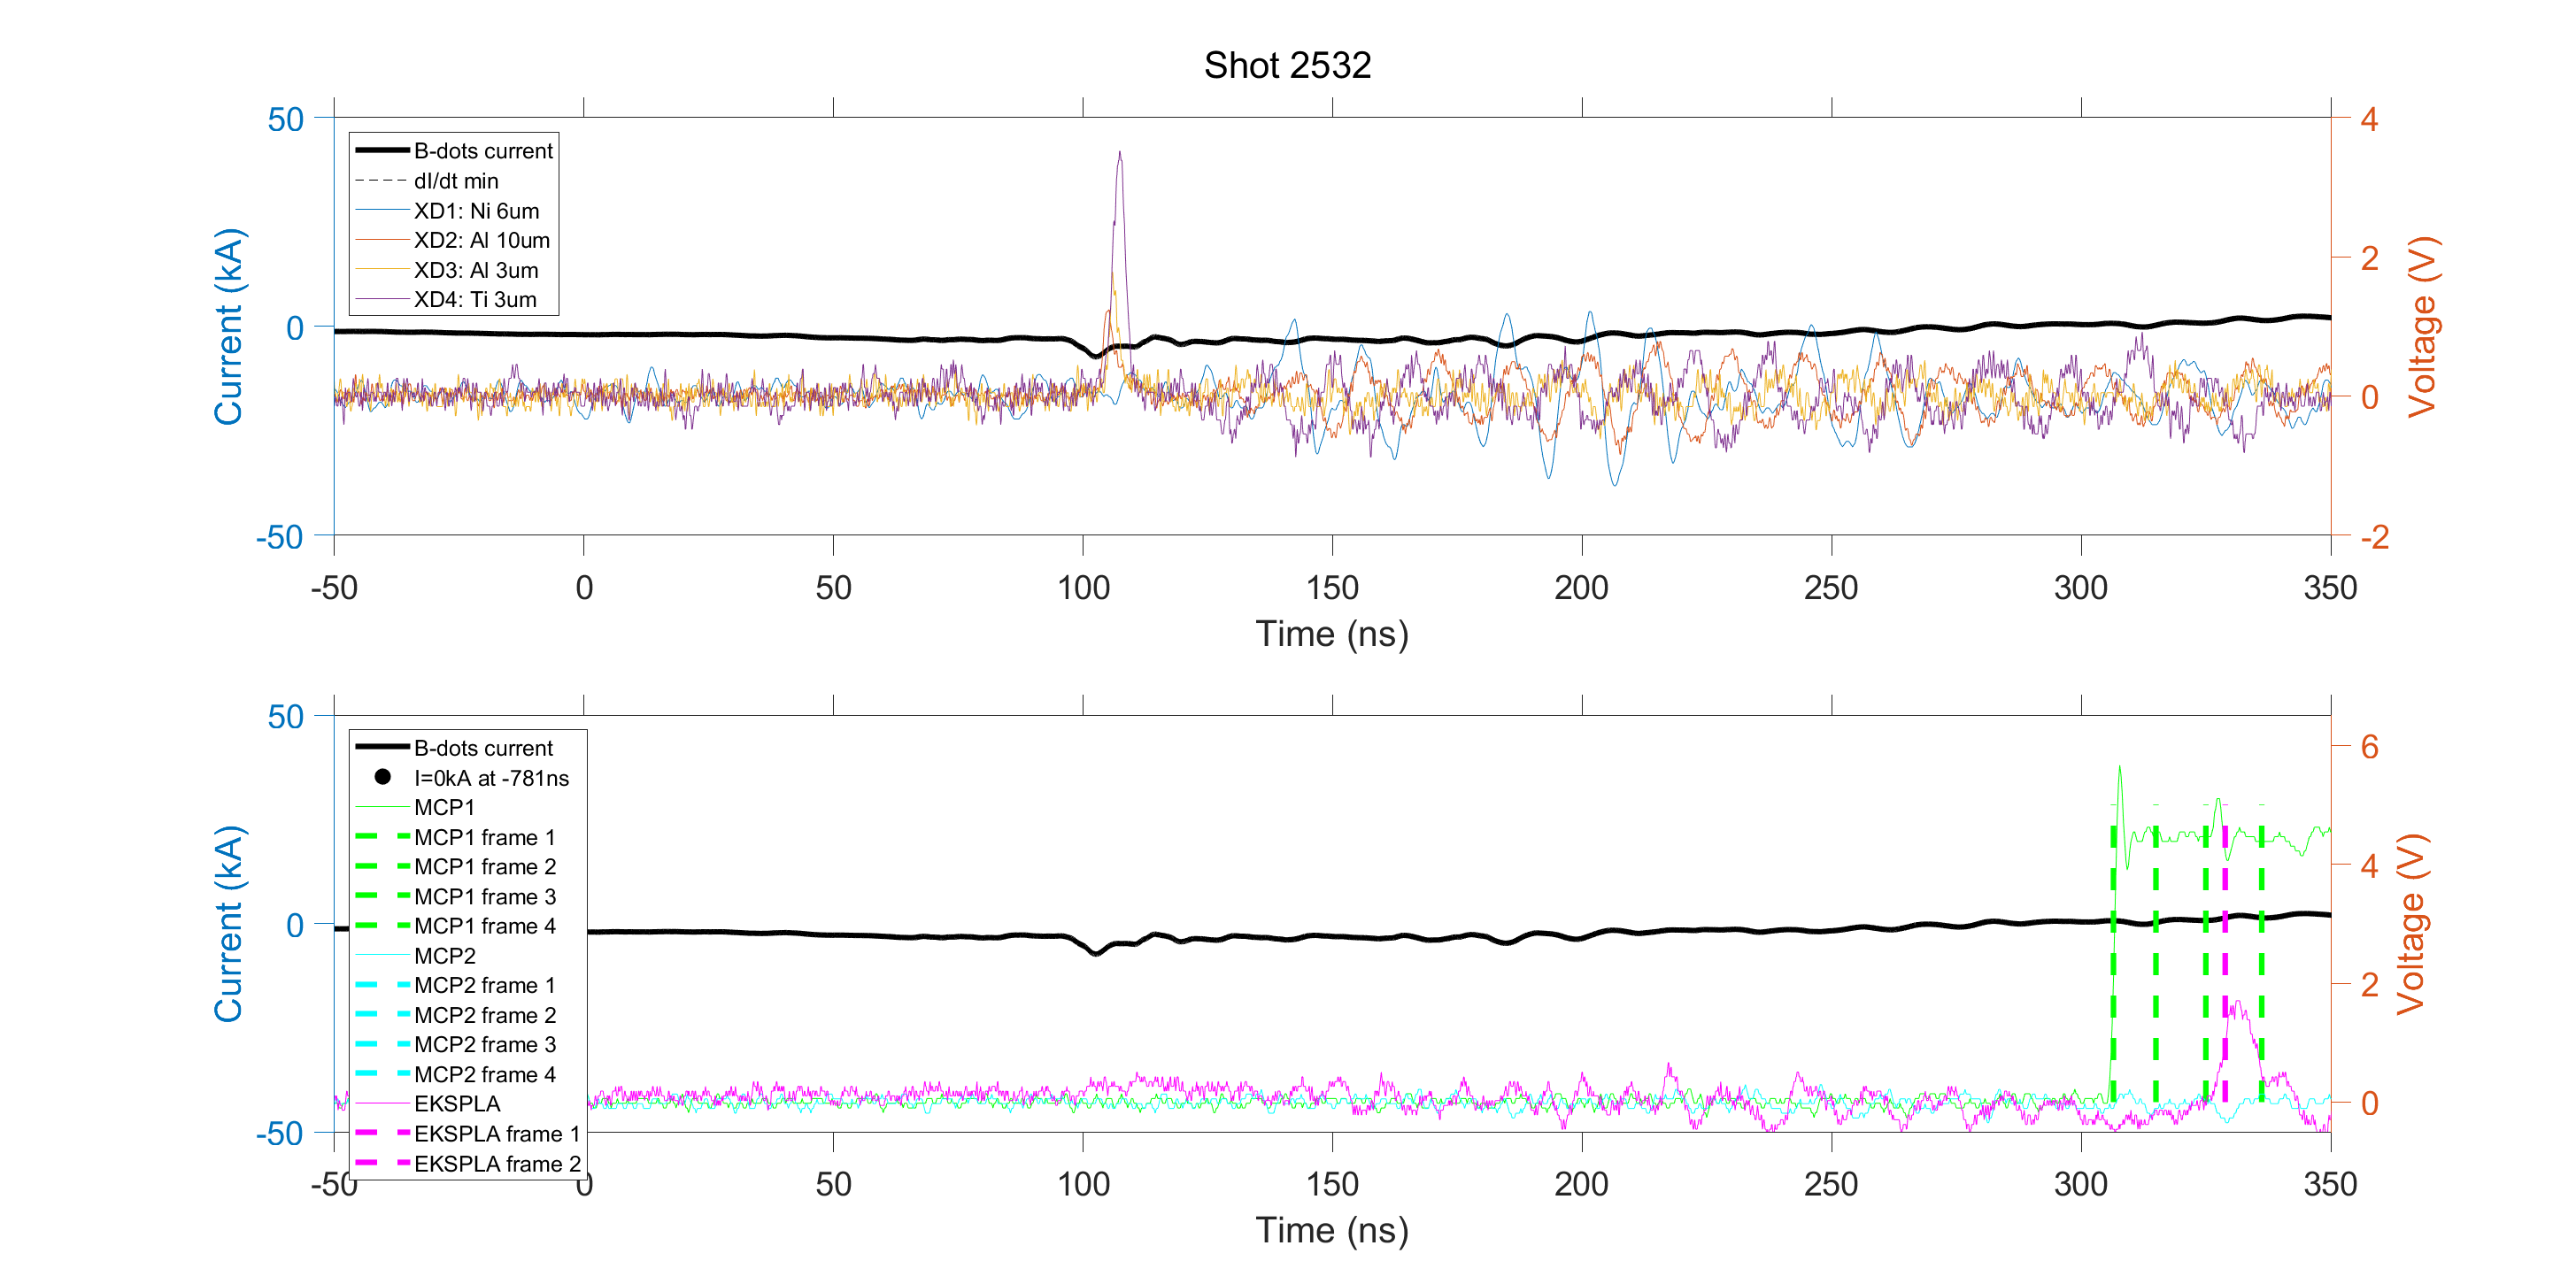 Shot 2532
50
0
-50
Current (kA)
B-dots current
dI/dt min
XD1: Ni 6um
XD2: Al 10um
XD3: Al 3um
XD4: Ti 3um
4
2
0
-2
Voltage (V)
-50 0 50 100 150 200 250 300 350
Time (ns)
50
0
-50
Current (kA)
B-dots current
I=0kA at -781ns
MCP1
MCP1 frame 1
MCP1 frame 2
MCP1 frame 3
MCP1 frame 4
MCP2
MCP2 frame 1
MCP2 frame 2
MCP2 frame 3
MCP2 frame 4
EKSPLA
EKSPLA frame 1
EKSPLA frame 2
6
4
2
0
Voltage (V)
-50 0 50 100 150 200 250 300 350
Time (ns)